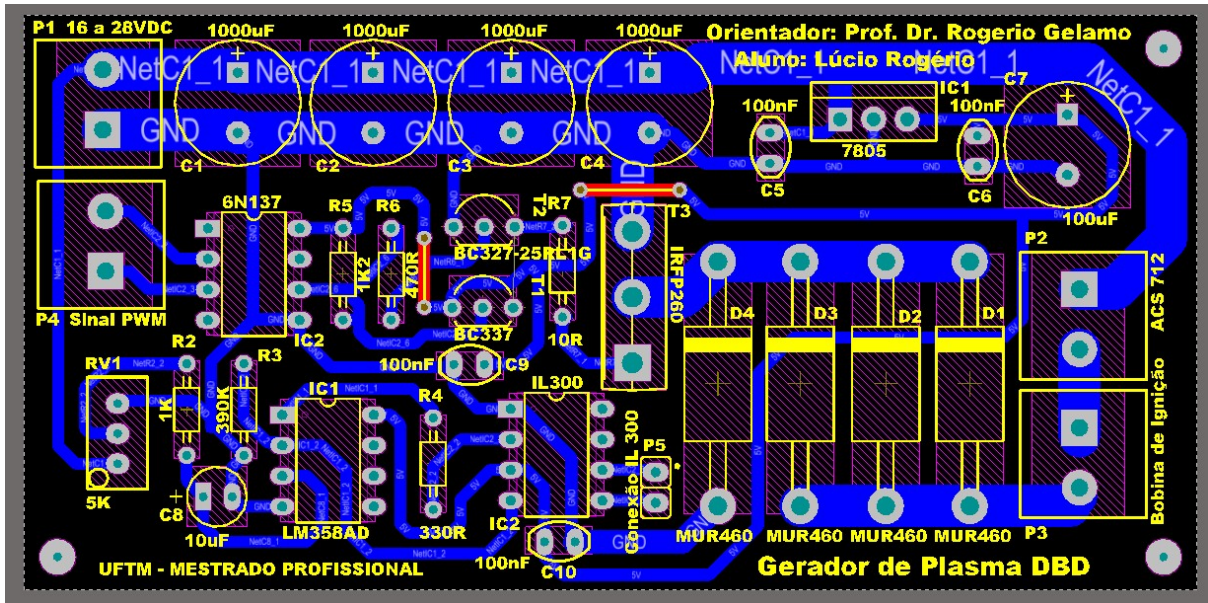 P1 16 a 28VDC
1000uF
1000uF
1000uF
1000uF
Orientador: Prof. Dr. Rogerio Gelamo
Aluno: Lúcio Rogério
NetC1_1
NetC1_1
NetC1_1
NetC1_1
NetC1_1
NetC1_1
GND
GND
GND
C1
C2
C3
C4
100nF
C5
IC1
7805
100nF
C6
C7
100uF
6N137
IC2
R5
1K2
R6
470R
T2
BC327-25RL1G
T1
BC337
R7
10R
T3
IRFP260
P4 Sinal PWM
P2
ACS 712
D4
D3
D2
D1
R2
1K
R3
390K
RV1
5K
100nF
C9
IC1
LM358AD
R4
330R
IL300
IC2
P5
Conexão IL 300
Bobina de Ignição
P3
C8
10uF
100nF
C10
GND
MUR460
MUR460
MUR460
MUR460
UFTM - MESTRADO PROFISSIONAL
Gerador de Plasma DBD